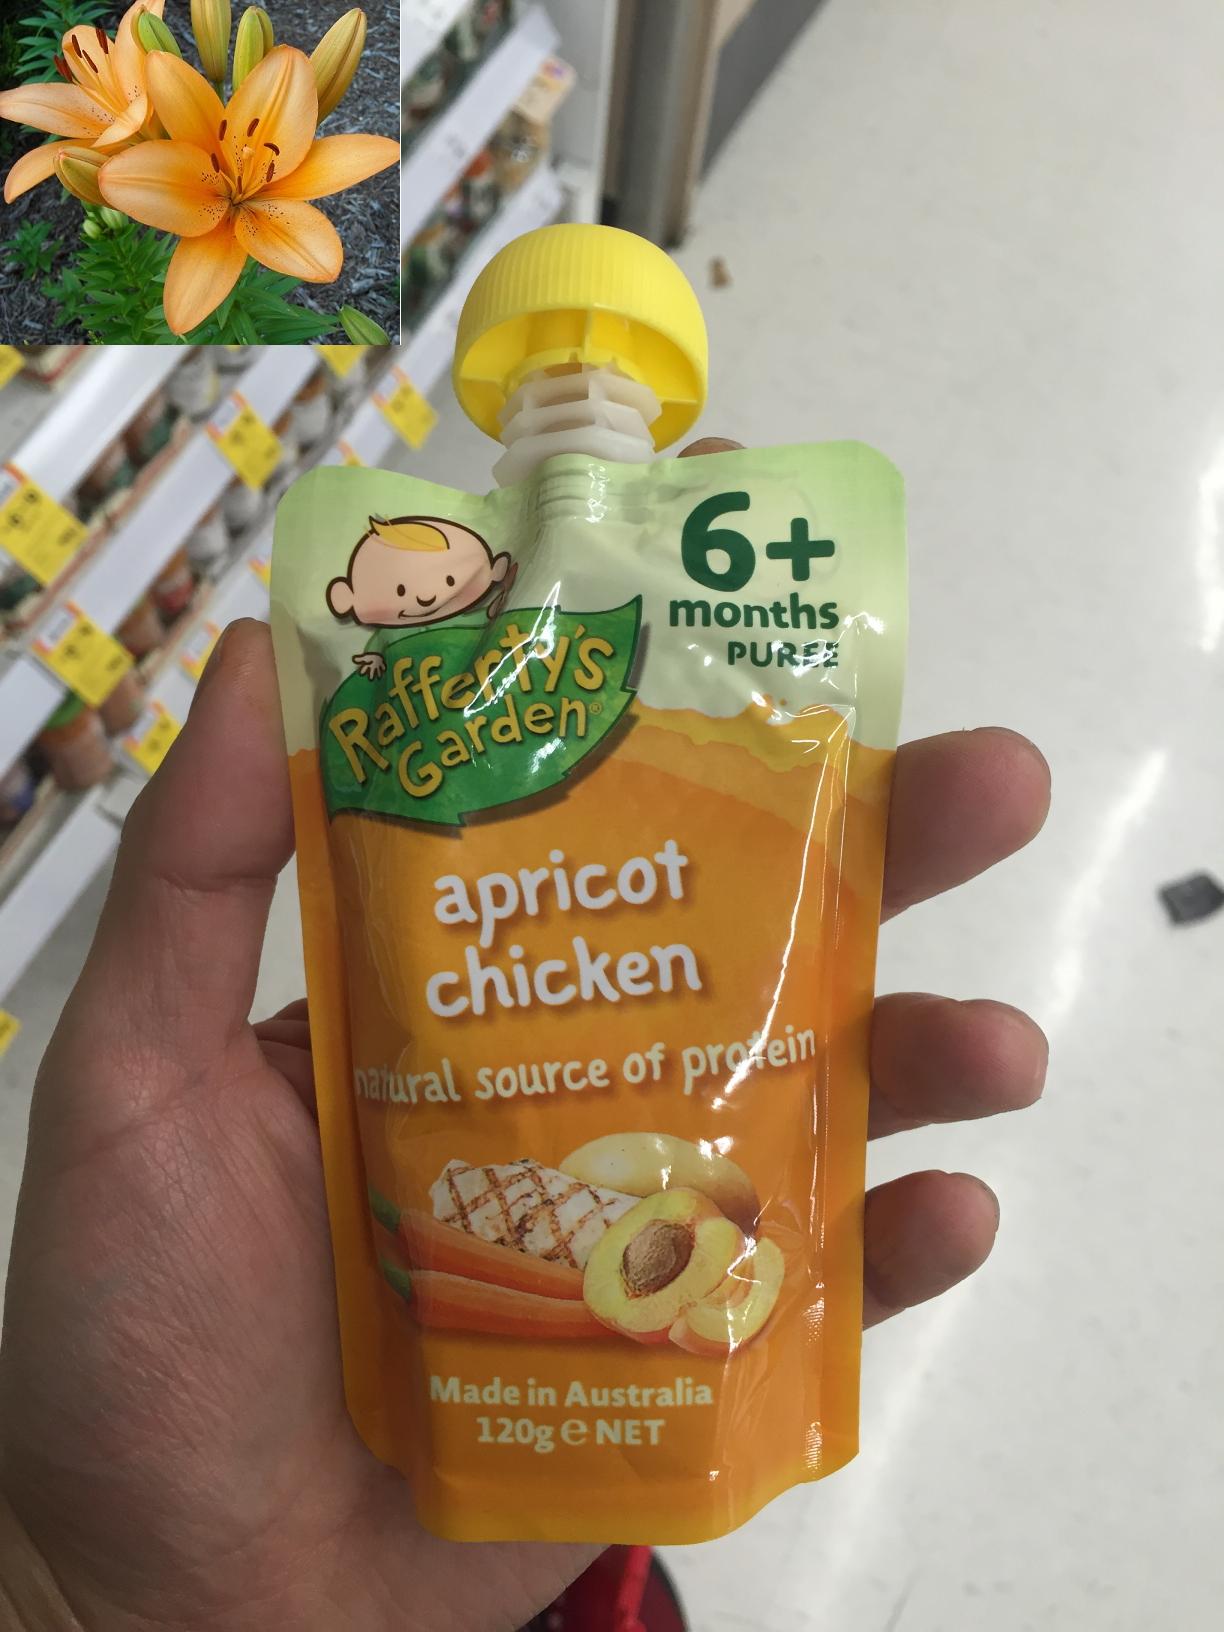 6+
months
PUREE
Rafferty's
Garden®
apricot
chicken
natural source of protein
Made in Australia
120g ℮ NET